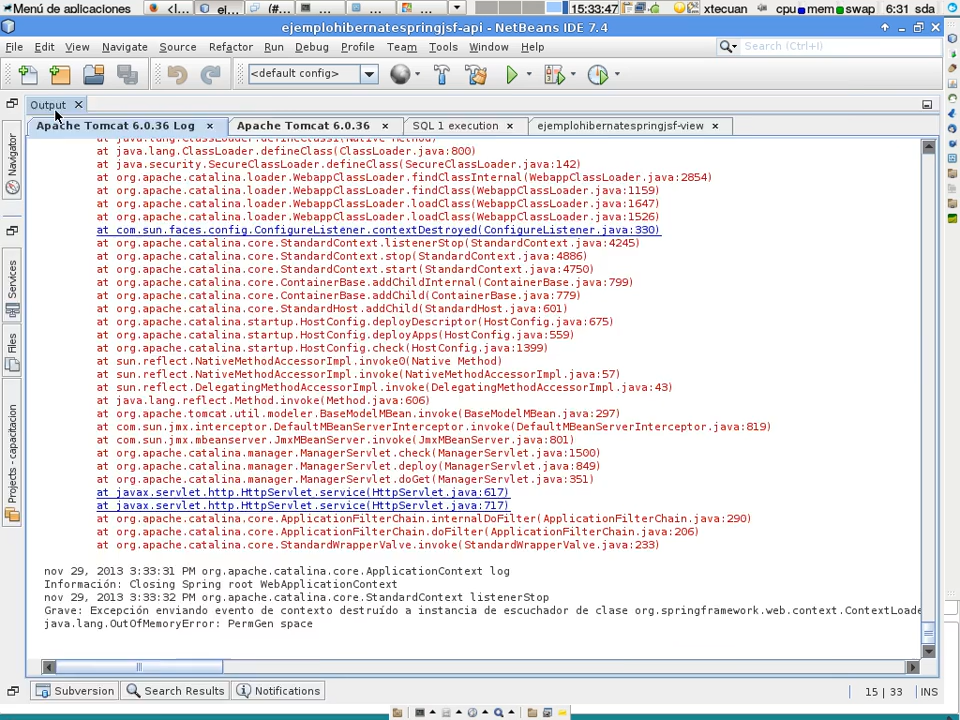 Menú de aplicaciones
<l...
ej...
(#...
15:33:47
xtecuan
cpu mem swap
6:31 sda
ejemplohibernatespringjsf-api - NetBeans IDE 7.4
File Edit View Navigate Source Refactor Run Debug Profile Team Tools Window Help
Search (Ctrl+I)
<default config>
Output
Apache Tomcat 6.0.36 Log
Apache Tomcat 6.0.36
SQL 1 execution
ejemplohibernatespringjsf-view
Navigator
Services
Files
Projects - capacitacion
at java.lang.ClassLoader.defineClass(ClassLoader.java:800)
at java.security.SecureClassLoader.defineClass(SecureClassLoader.java:142)
at org.apache.catalina.loader.WebappClassLoader.findClassInternal(WebappClassLoader.java:2854)
at org.apache.catalina.loader.WebappClassLoader.findClass(WebappClassLoader.java:1159)
at org.apache.catalina.loader.WebappClassLoader.loadClass(WebappClassLoader.java:1647)
at org.apache.catalina.loader.WebappClassLoader.loadClass(WebappClassLoader.java:1526)
at com.sun.faces.config.ConfigureListener.contextDestroyed(ConfigureListener.java:330)
at org.apache.catalina.core.StandardContext.listenerStop(StandardContext.java:4245)
at org.apache.catalina.core.StandardContext.stop(StandardContext.java:4886)
at org.apache.catalina.core.StandardContext.start(StandardContext.java:4750)
at org.apache.catalina.core.ContainerBase.addChildInternal(ContainerBase.java:799)
at org.apache.catalina.core.ContainerBase.addChild(ContainerBase.java:779)
at org.apache.catalina.core.StandardHost.addChild(StandardHost.java:601)
at org.apache.catalina.startup.HostConfig.deployDescriptor(HostConfig.java:675)
at org.apache.catalina.startup.HostConfig.deployApps(HostConfig.java:559)
at org.apache.catalina.startup.HostConfig.check(HostConfig.java:1399)
at sun.reflect.NativeMethodAccessorImpl.invoke0(Native Method)
at sun.reflect.NativeMethodAccessorImpl.invoke(NativeMethodAccessorImpl.java:57)
at sun.reflect.DelegatingMethodAccessorImpl.invoke(DelegatingMethodAccessorImpl.java:43)
at java.lang.reflect.Method.invoke(Method.java:606)
at org.apache.tomcat.util.modeler.BaseModelMBean.invoke(BaseModelMBean.java:297)
at com.sun.jmx.interceptor.DefaultMBeanServerInterceptor.invoke(DefaultMBeanServerInterceptor.java:819)
at com.sun.jmx.mbeanserver.JmxMBeanServer.invoke(JmxMBeanServer.java:801)
at org.apache.catalina.manager.ManagerServlet.check(ManagerServlet.java:1500)
at org.apache.catalina.manager.ManagerServlet.deploy(ManagerServlet.java:849)
at org.apache.catalina.manager.ManagerServlet.doGet(ManagerServlet.java:351)
at javax.servlet.http.HttpServlet.service(HttpServlet.java:617)
at javax.servlet.http.HttpServlet.service(HttpServlet.java:717)
at org.apache.catalina.core.ApplicationFilterChain.internalDoFilter(ApplicationFilterChain.java:290)
at org.apache.catalina.core.ApplicationFilterChain.doFilter(ApplicationFilterChain.java:206)
at org.apache.catalina.core.StandardWrapperValve.invoke(StandardWrapperValve.java:233)
nov 29, 2013 3:33:31 PM org.apache.catalina.core.ApplicationContext log
Información: Closing Spring root WebApplicationContext
nov 29, 2013 3:33:32 PM org.apache.catalina.core.StandardContext listenerStop
Grave: Excepción enviando evento de contexto destruído a instancia de escuchador de clase org.springframework.web.context.ContextLoade
java.lang.OutOfMemoryError: PermGen space
Subversion
Search Results
Notifications
15 | 33
INS